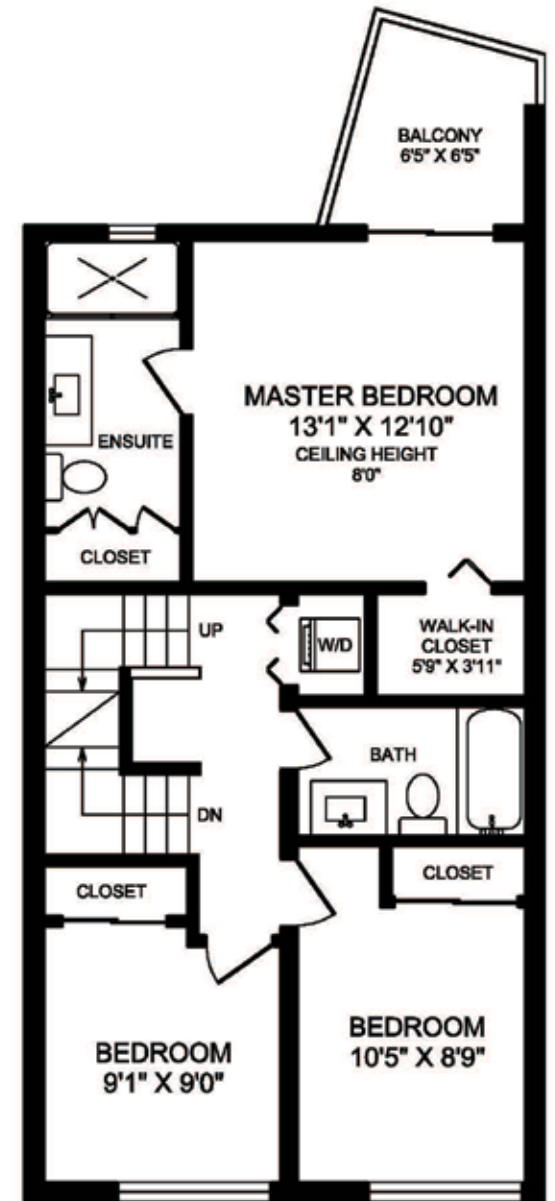 BALCONY
6'5" X 6'5"
MASTER BEDROOM
13'1" X 12'10"
CEILING HEIGHT
8'0"
ENSUITE
CLOSET
UP
W/D
WALK-IN
CLOSET
5'9" X 3'11"
BATH
DN
CLOSET
CLOSET
BEDROOM
9'1" X 9'0"
BEDROOM
10'5" X 8'9"